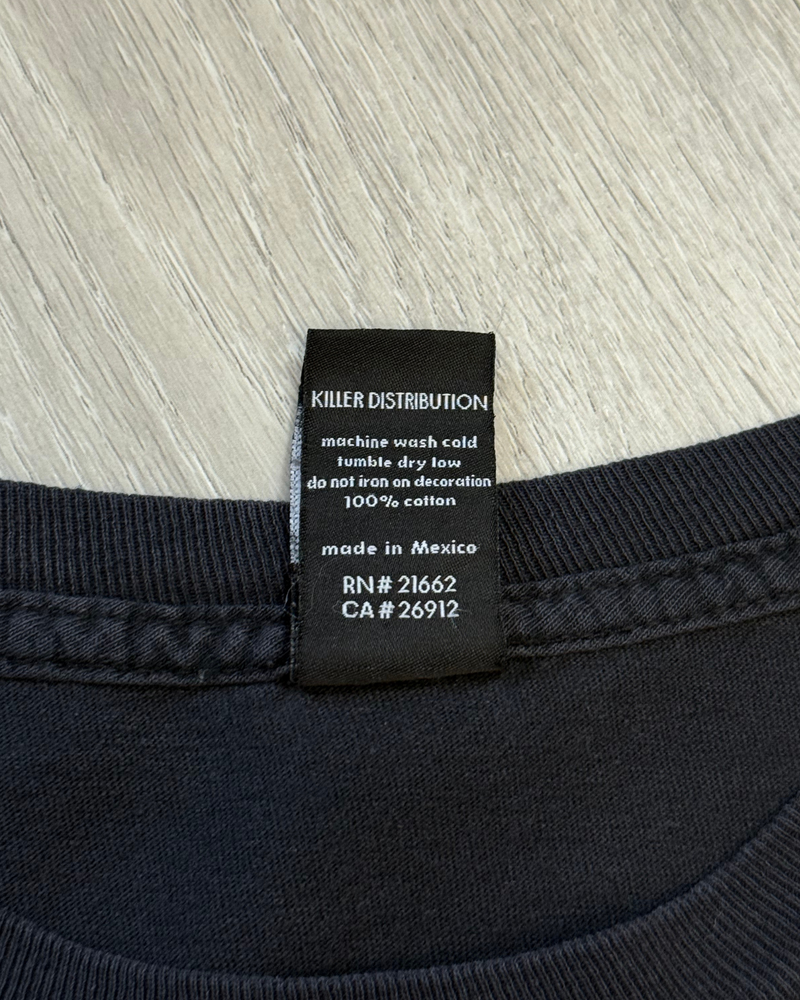 KILLER DISTRIBUTION
machine wash cold
tumble dry low
do not iron on decoration
100% cotton
made in Mexico
RN# 21662
CA# 26912